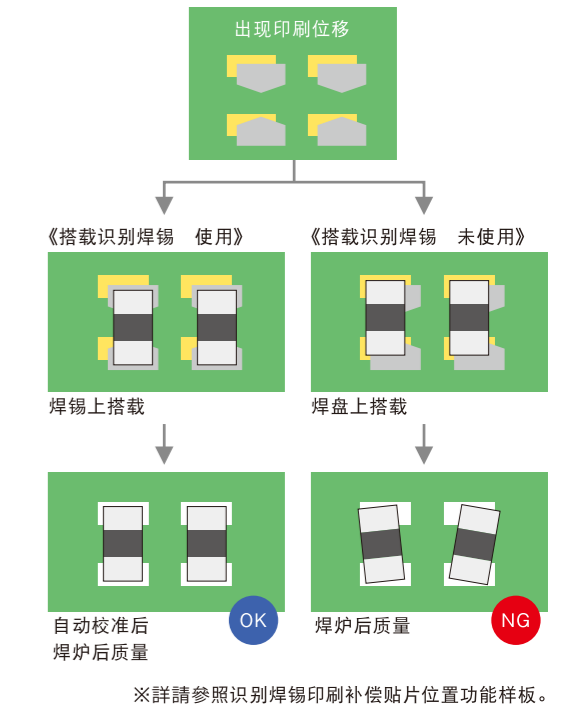 出现印刷位移
《搭载识别焊锡　使用》
《搭载识别焊锡　未使用》
焊锡上搭载
焊盘上搭载
自动校准后
焊炉后质量
OK
焊炉后质量
NG
※詳請參照识别焊锡印刷补偿贴片位置功能样板。